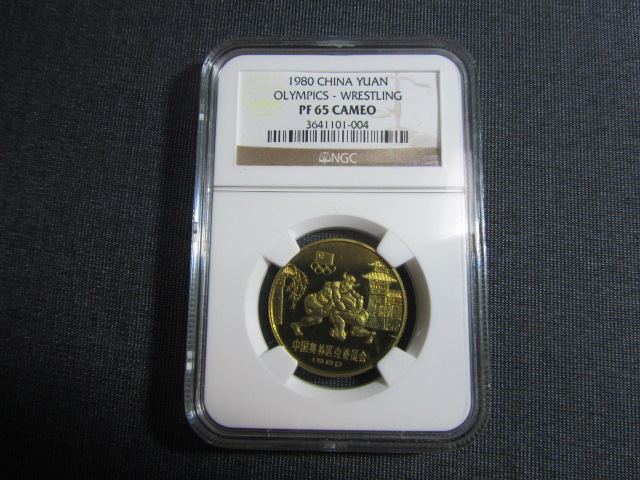 1980 CHINA YUAN
OLYMPICS - WRESTLING
PF 65 CAMEO
3641101-004
NGC
中国奥林匹克委员会
1980